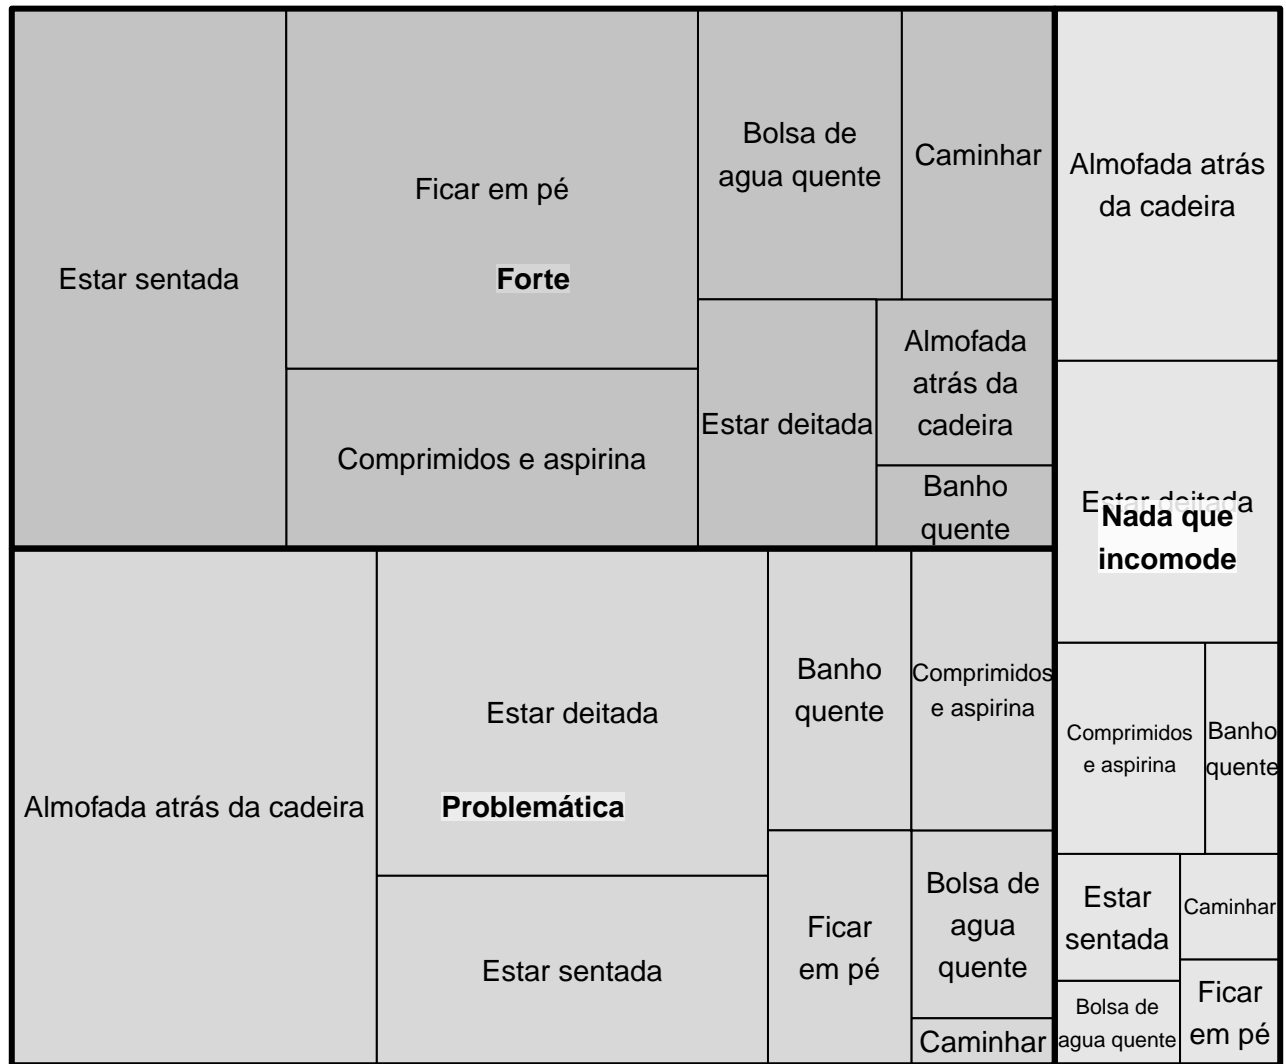 Estar sentada
Ficar em pé
Forte
Comprimidos e aspirina
Bolsa de
agua quente
Caminhar
Estar deitada
Almofada
atrás da
cadeira
Banho
quente
Almofada atrás da cadeira
Estar deitada
Problemática
Estar sentada
Banho
quente
Comprimidos
e aspirina
Ficar
em pé
Bolsa de
agua
quente
Caminhar
Almofada atrás
da cadeira
Estar deitada
Nada que
incomode
Comprimidos
e aspirina
Banho
quente
Estar
sentada
Caminhar
Bolsa de
agua quente
Ficar
em pé